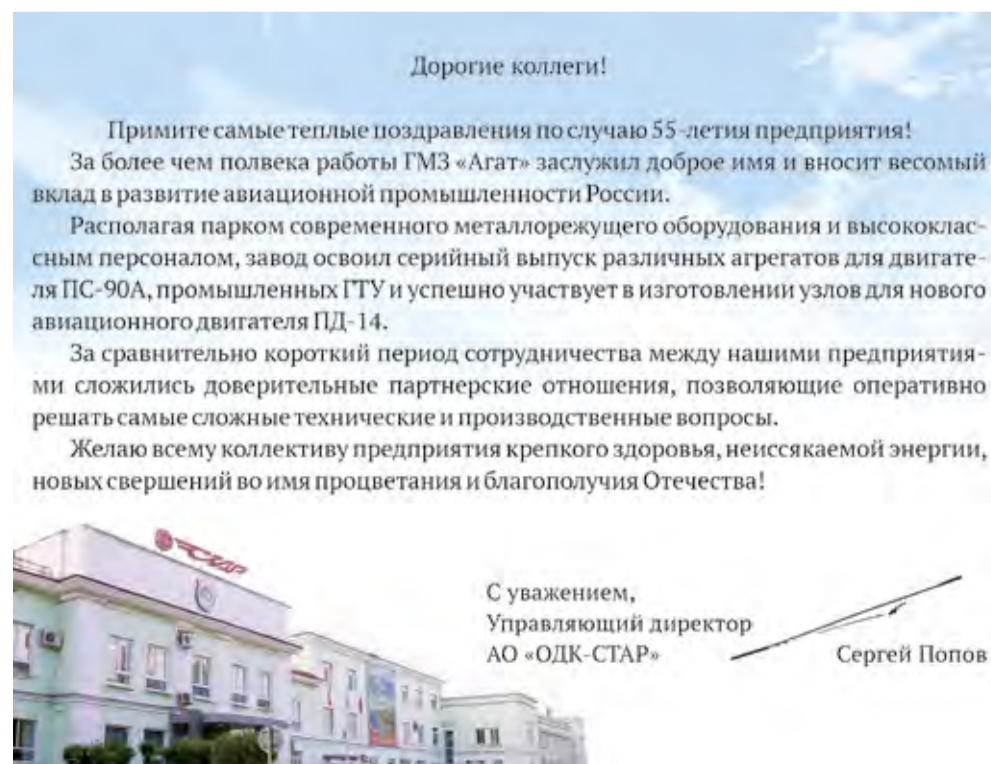 Дорогие коллеги!
Примите самые теплые поздравления по случаю 55-летия предприятия!
За более чем полвека работы ГМЗ «Агат» заслужил доброе имя и вносит весомый
вклад в развитие авиационной промышленности России.
Располагая парком современного металлорежущего оборудования и высококлас-
сным персоналом, завод освоил серийный выпуск различных агрегатов для двигате-
ля ПС-90А, промышленных ГТУ и успешно участвует в изготовлении узлов для нового
авиационного двигателя ПД-14.
За сравнительно короткий период сотрудничества между нашими предприятия-
ми сложились доверительные партнерские отношения, позволяющие оперативно
решать самые сложные технические и производственные вопросы.
Желаю всему коллективу предприятия крепкого здоровья, неиссякаемой энергии,
новых свершений во имя процветания и благополучия Отечества!
СТАР
С уважением,
Управляющий директор
АО «ОДК-СТАР»
Сергей Попов